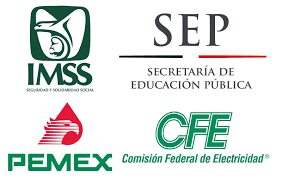 IMSS
SEGURIDAD Y SOLIDARIDAD SOCIAL
SEP
SECRETARÍA DE
EDUCACIÓN PÚBLICA
PEMEX
CFE
Comisión Federal de Electricidad®